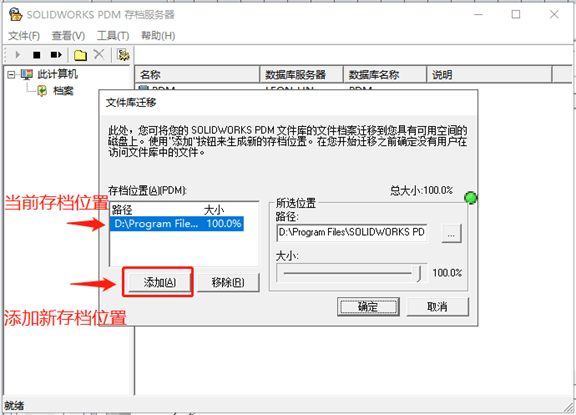 SOLIDWORKS PDM 存档服务器
文件(F) 查看(V) 工具(T) 帮助(H)
此计算机
档案
名称 数据库服务器 数据库名称 说明
文件库迁移
此处，您可将您的 SOLIDWORKS PDM 文件库的文件档案迁移到您具有可用空间的
磁盘上。使用"添加"按钮来生成新的存档位置。在您开始迁移之前确定没有用户在
访问文件库中的文件。
存档位置(A)(PDM):
总大小:100.0%
当前存档位置
路径 大小
D:\Program File... 100.0%
所选位置
路径:
D:\Program Files\SOLIDWORKS PD
...
大小:
100.0%
添加(A) 移除(R)
添加新存档位置
确定 取消
就绪